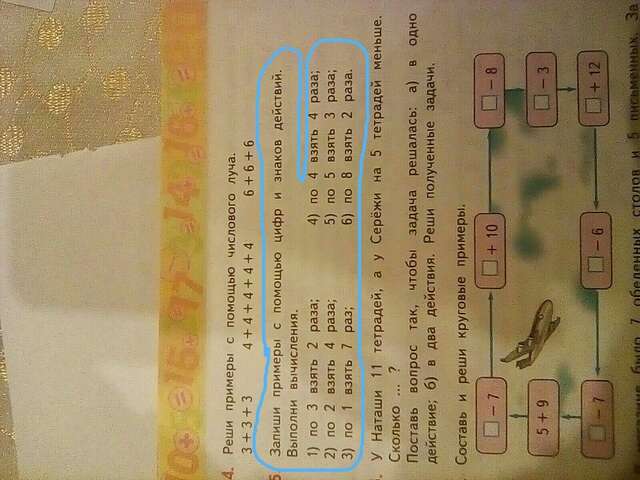 4. Реши примеры с помощью числового луча.
3 + 3 + 3 4 + 4 + 4 + 4 + 4 6 + 6 + 6
5 Запиши примеры с помощью цифр и знаков действий.
Выполни вычисления.
1) по 3 взять 2 раза; 4) по 4 взять 4 раза;
2) по 2 взять 4 раза; 5) по 5 взять 3 раза;
3) по 1 взять 7 раз; 6) по 8 взять 2 раза.
У Наташи 11 тетрадей, а у Серёжи на 5 тетрадей меньше.
Сколько ... ?
Поставь вопрос так, чтобы задача решалась: а) в одно
действие; б) в два действия. Реши полученные задачи.
Составь и реши круговые примеры.
□ − 7 □ + 10 □ − 8
5 + 9 □ − 3
□ − 7 □ − 6 □ + 12
было 7 обеденных столов и 5 письменных. За